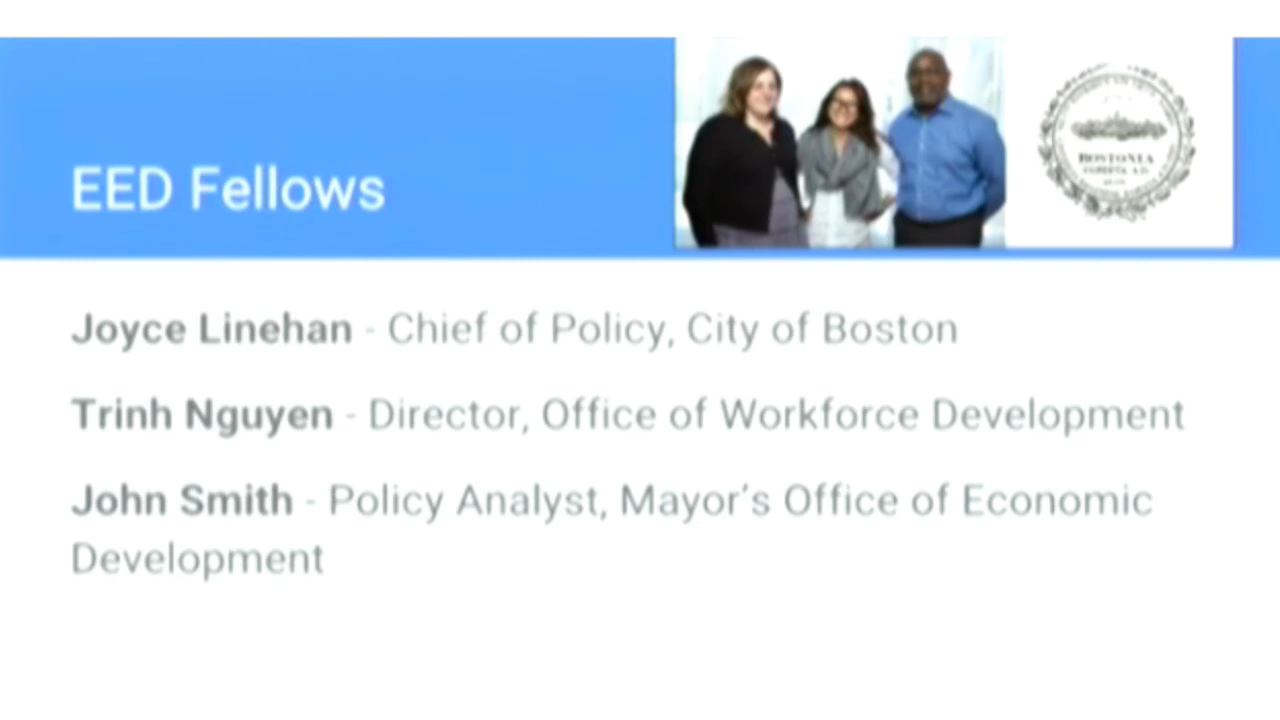 EED Fellows
BOSTONIA
Joyce Linehan - Chief of Policy, City of Boston
Trinh Nguyen - Director, Office of Workforce Development
John Smith - Policy Analyst, Mayor’s Office of Economic
Development